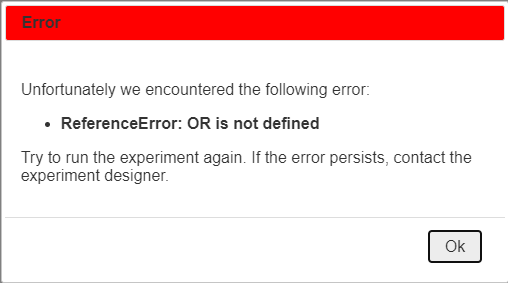 Error
Unfortunately we encountered the following error:
• ReferenceError: OR is not defined
Try to run the experiment again. If the error persists, contact the
experiment designer.
Ok